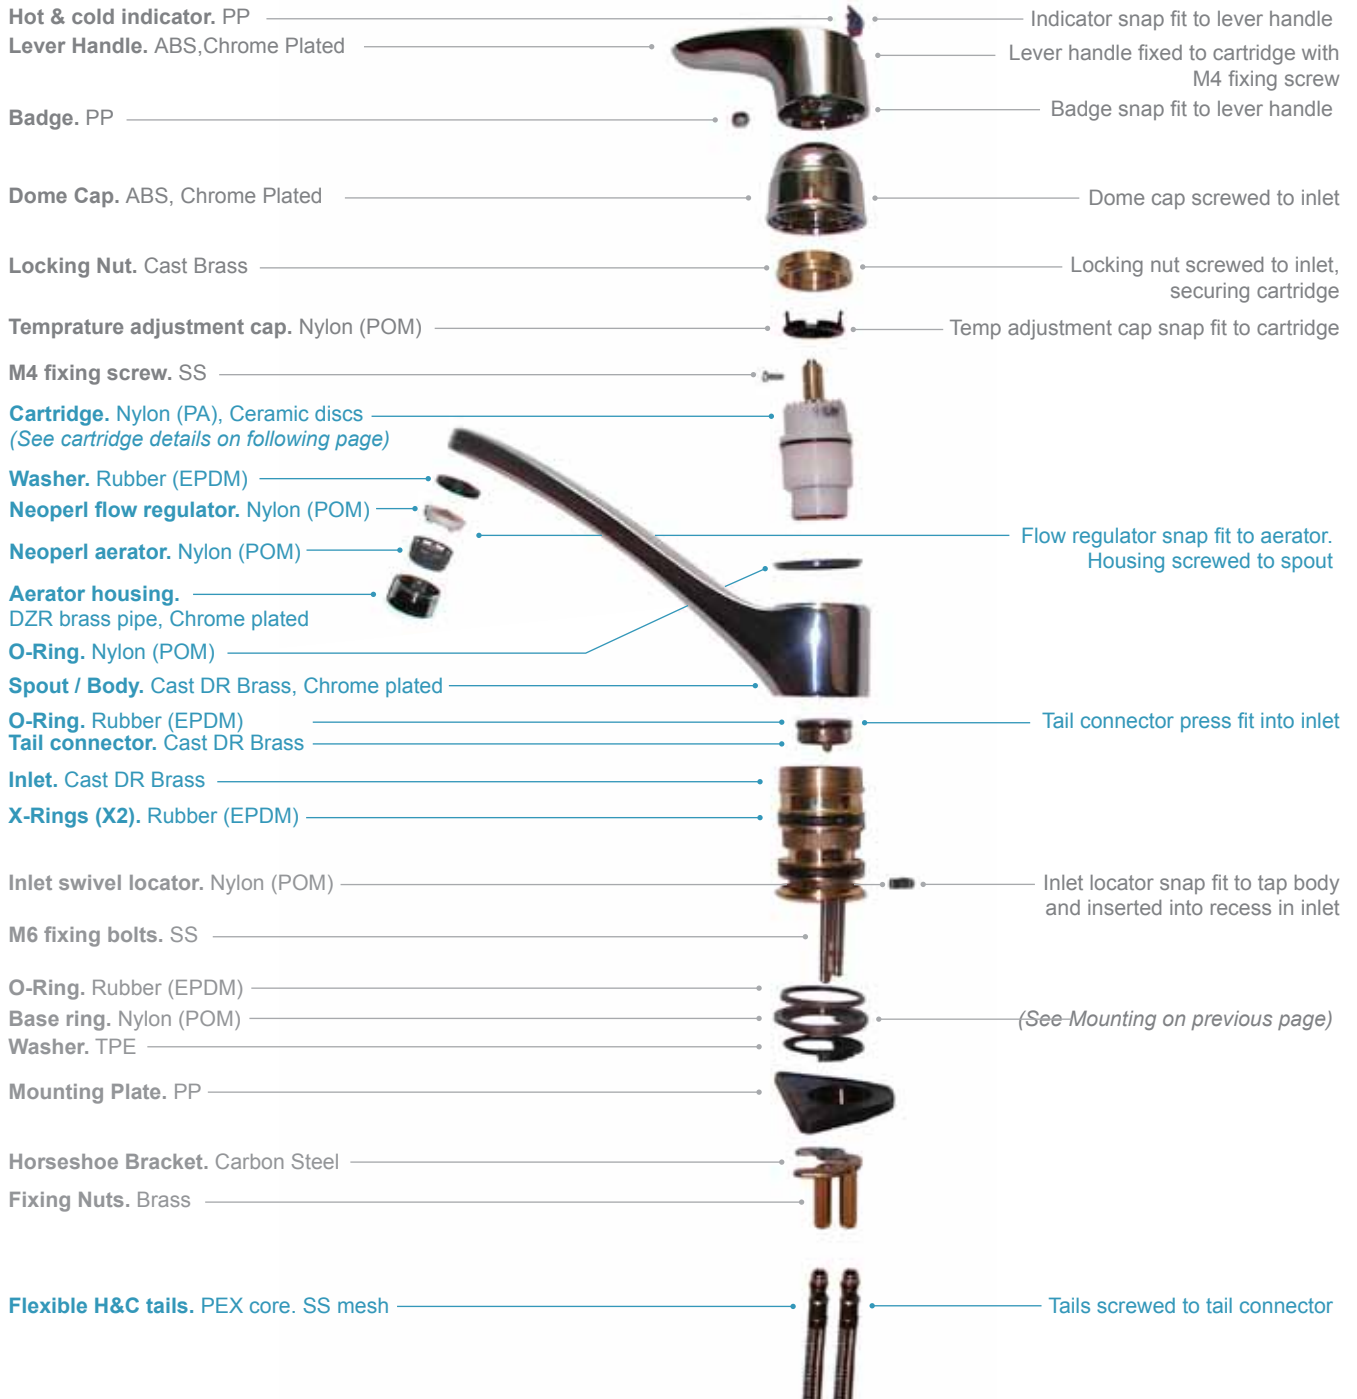 Hot & cold indicator. PP
Indicator snap fit to lever handle
Lever Handle. ABS,Chrome Plated
Lever handle fixed to cartridge with
M4 fixing screw
Badge. PP
Badge snap fit to lever handle
Dome Cap. ABS, Chrome Plated
Dome cap screwed to inlet
Locking Nut. Cast Brass
Locking nut screwed to inlet,
securing cartridge
Temprature adjustment cap. Nylon (POM)
Temp adjustment cap snap fit to cartridge
M4 fixing screw. SS
Cartridge. Nylon (PA), Ceramic discs
(See cartridge details on following page)
Washer. Rubber (EPDM)
Neoperl flow regulator. Nylon (POM)
Flow regulator snap fit to aerator.
Housing screwed to spout
Neoperl aerator. Nylon (POM)
Aerator housing.
DZR brass pipe, Chrome plated
O-Ring. Nylon (POM)
Spout / Body. Cast DR Brass, Chrome plated
O-Ring. Rubber (EPDM)
Tail connector press fit into inlet
Tail connector. Cast DR Brass
Inlet. Cast DR Brass
X-Rings (X2). Rubber (EPDM)
Inlet swivel locator. Nylon (POM)
Inlet locator snap fit to tap body
and inserted into recess in inlet
M6 fixing bolts. SS
O-Ring. Rubber (EPDM)
Base ring. Nylon (POM)
(See Mounting on previous page)
Washer. TPE
Mounting Plate. PP
Horseshoe Bracket. Carbon Steel
Fixing Nuts. Brass
Flexible H&C tails. PEX core. SS mesh
Tails screwed to tail connector